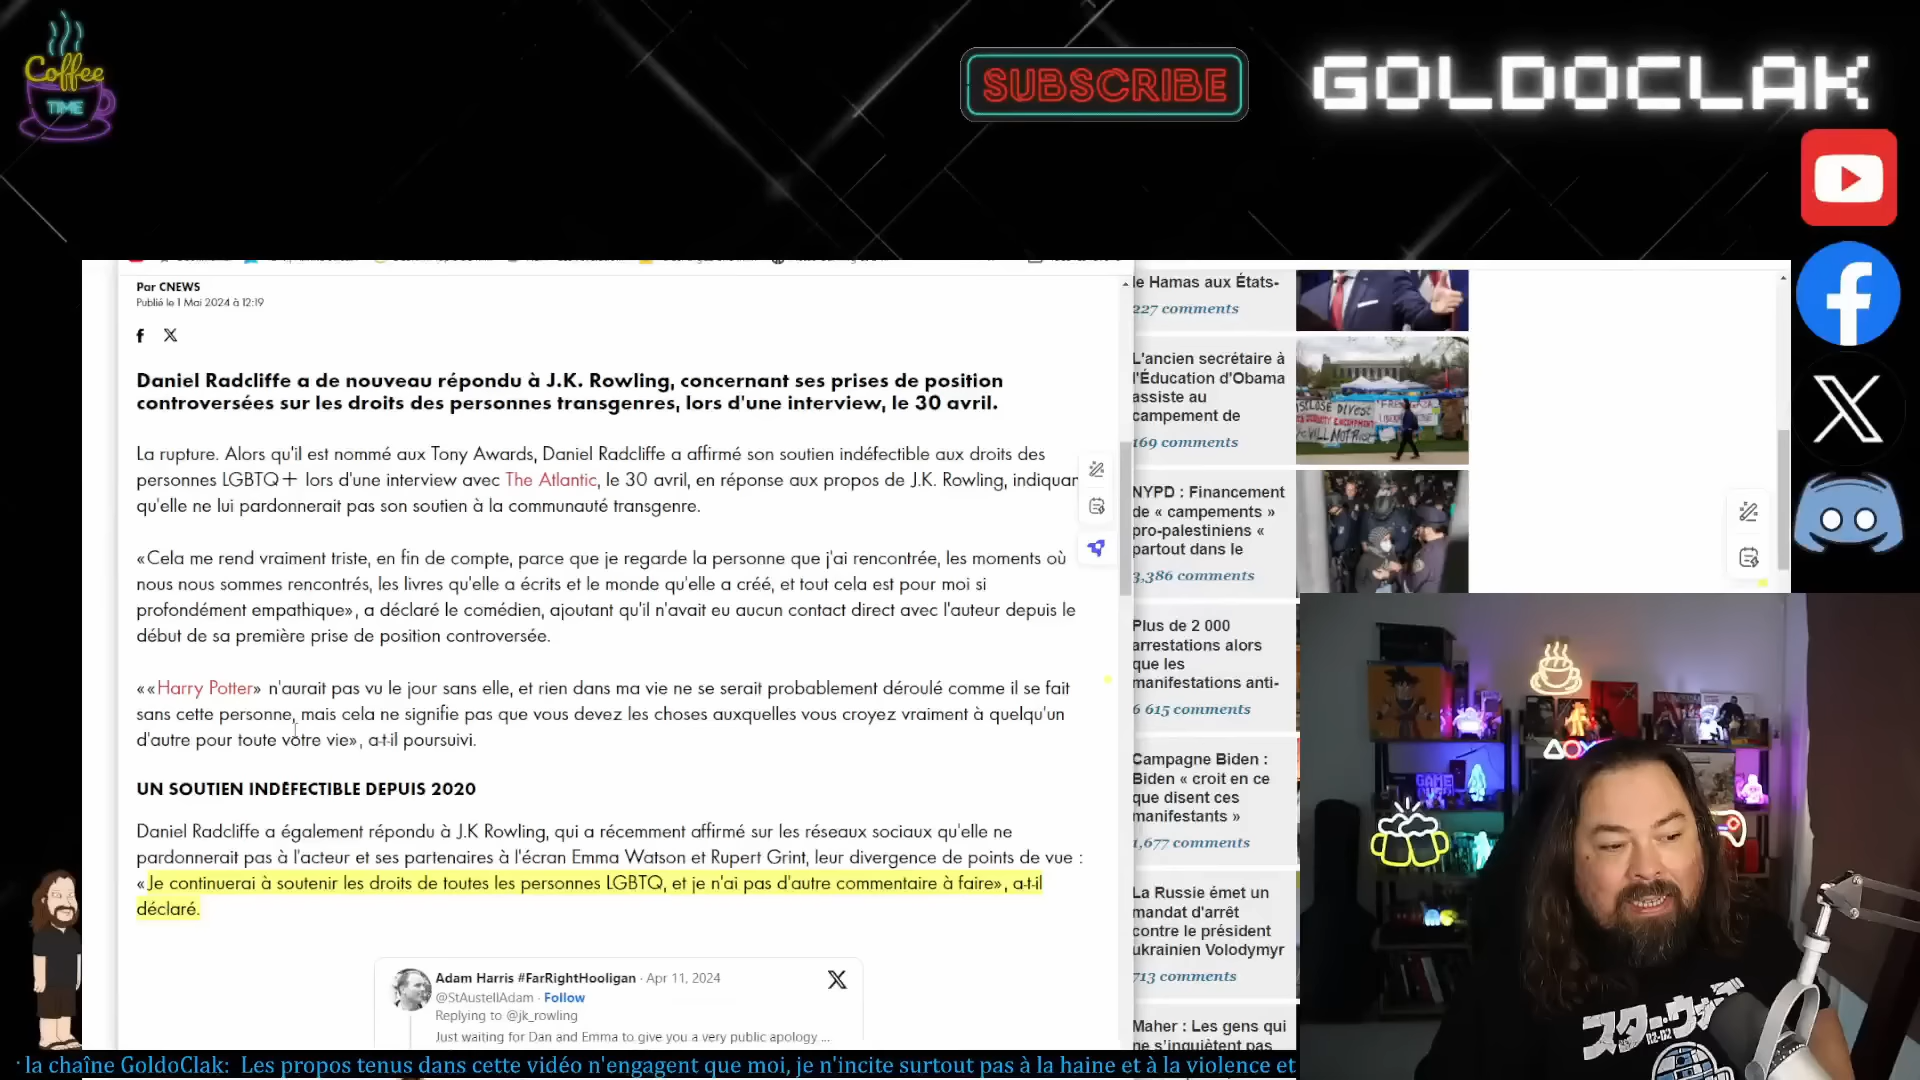 Coffee
TIME
SUBSCRIBE
GOLDOCLAK
Par CNEWS
Publié le 1 Mai 2024 à 12:19
Daniel Radcliffe a de nouveau répondu à J.K. Rowling, concernant ses prises de position
controversées sur les droits des personnes transgenres, lors d'une interview, le 30 avril.
La rupture. Alors qu'il est nommé aux Tony Awards, Daniel Radcliffe a affirmé son soutien indéfectible aux droits des
personnes LGBTQ+ lors d'une interview avec The Atlantic, le 30 avril, en réponse aux propos de J.K. Rowling, indiquan
qu'elle ne lui pardonnerait pas son soutien à la communauté transgenre.
«Cela me rend vraiment triste, en fin de compte, parce que je regarde la personne que j'ai rencontrée, les moments où
nous nous sommes rencontrés, les livres qu'elle a écrits et le monde qu'elle a créé, et tout cela est pour moi si
profondément empathique», a déclaré le comédien, ajoutant qu'il n'avait eu aucun contact direct avec l'auteur depuis le
début de sa première prise de position controversée.
««Harry Potter» n'aurait pas vu le jour sans elle, et rien dans ma vie ne se serait probablement déroulé comme il se fait
sans cette personne, mais cela ne signifie pas que vous devez les choses auxquelles vous croyez vraiment à quelqu'un
d'autre pour toute votre vie», a-t-il poursuivi.
UN SOUTIEN INDÉFECTIBLE DEPUIS 2020
Daniel Radcliffe a également répondu à J.K Rowling, qui a récemment affirmé sur les réseaux sociaux qu'elle ne
pardonnerait pas à l'acteur et ses partenaires à l'écran Emma Watson et Rupert Grint, leur divergence de points de vue :
«Je continuerai à soutenir les droits de toutes les personnes LGBTQ, et je n'ai pas d'autre commentaire à faire», a-t-il
déclaré.
Adam Harris #FarRightHooligan · Apr 11, 2024
@StAustellAdam · Follow
Replying to @jk_rowling
Just waiting for Dan and Emma to give you a very public apology ...
le Hamas aux États-
227 comments
L'ancien secrétaire à
l'Éducation d'Obama
assiste au
campement de
169 comments
NYPD : Financement
de « campements »
pro-palestiniens «
partout dans le
3,386 comments
Plus de 2 000
arrestations alors
que les
manifestations anti-
6 615 comments
Campagne Biden :
Biden « croit en ce
que disent ces
manifestants »
1,677 comments
La Russie émet un
mandat d'arrêt
contre le président
ukrainien Volodymyr
713 comments
Maher : Les gens qui
ne s'inquiètent pas
スター・ウォ
R2-D2
· la chaîne GoldoClak: Les propos tenus dans cette vidéo n'engagent que moi, je n'incite surtout pas à la haine et à la violence et